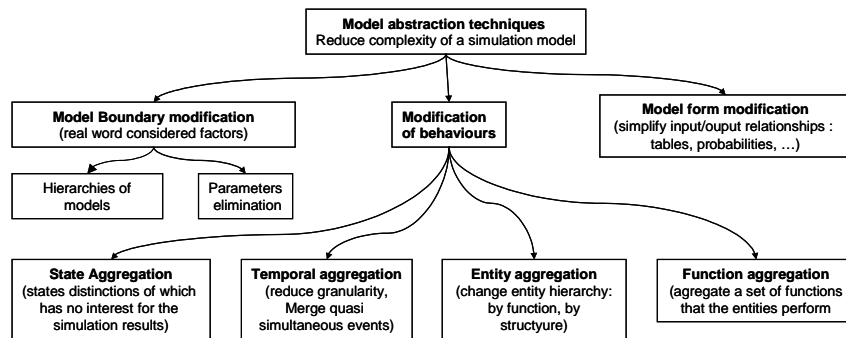 Model abstraction techniques
Reduce complexity of a simulation model
Model Boundary modification
(real word considered factors)
Modification
of behaviours
Model form modification
(simplify input/ouput relationships :
tables, probabilities, …)
Hierarchies of
models
Parameters
elimination
State Aggregation
(states distinctions of which
has no interest for the
simulation results)
Temporal aggregation
(reduce granularity,
Merge quasi
simultaneous events)
Entity aggregation
(change entity hierarchy:
by function, by
structyure)
Function aggregation
(agregate a set of functions
that the entities perform